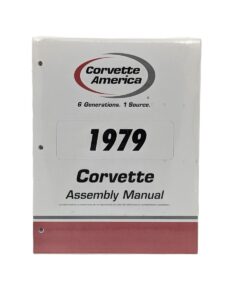 Corvette
America
6 Generations. 1 Source.
1979
Corvette
Assembly Manual